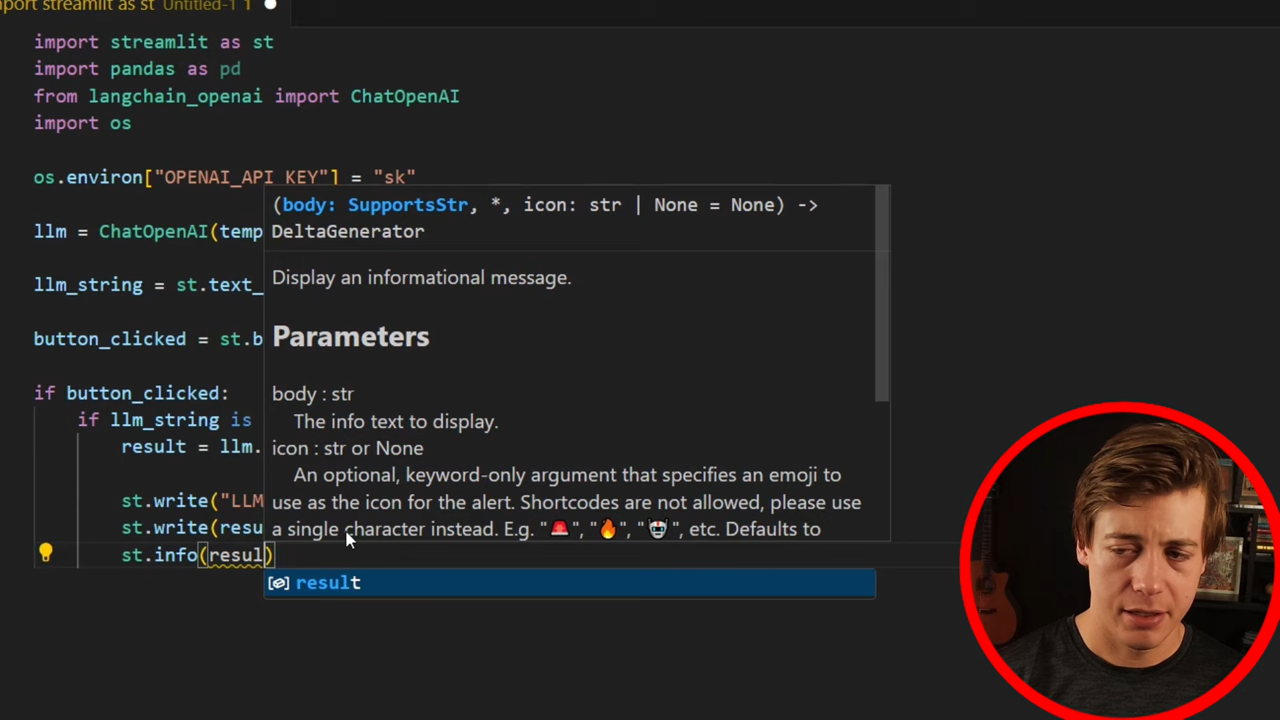 import streamlit as st Untitled-1 1
import streamlit as st
import pandas as pd
from langchain_openai import ChatOpenAI
import os
os.environ["OPENAI_API_KEY"] = "sk"
(body: SupportsStr, *, icon: str | None = None) ->
llm = ChatOpenAI(temp
DeltaGenerator
Display an informational message.
llm_string = st.text_
button_clicked = st.b
Parameters
if button_clicked:
body : str
if llm_string is
The info text to display.
result = llm.
icon : str or None
An optional, keyword-only argument that specifies an emoji to
st.write("LLM
use as the icon for the alert. Shortcodes are not allowed, please use
st.write(resu
a single character instead. E.g. "🚨", "🔥", "🤖", etc. Defaults to
st.info(resul)
result